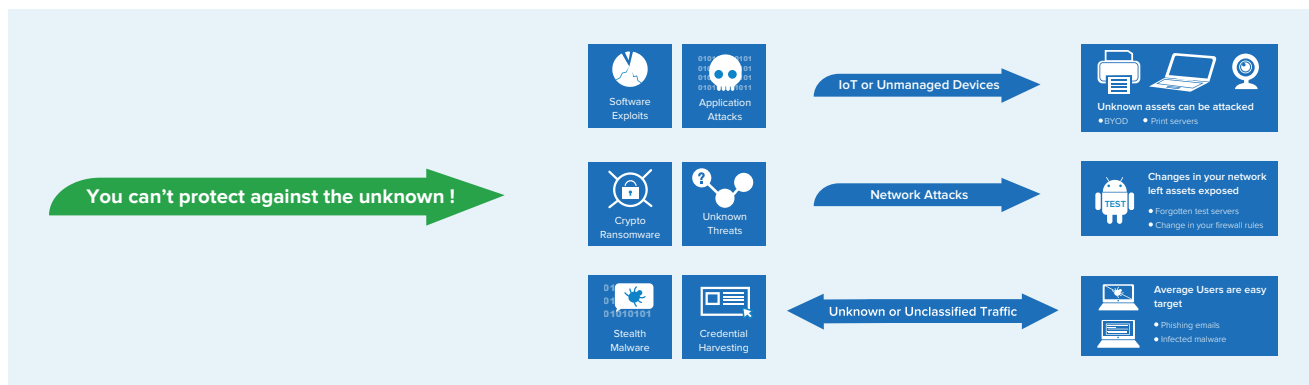 You can't protect against the unknown !
Software
Exploits
Application
Attacks
IoT or Unmanaged Devices
Unknown assets can be attacked
• BYOD • Print servers
Crypto
Ransomware
?
Unknown
Threats
Network Attacks
TEST
Changes in your network
left assets exposed
• Forgotten test servers
• Change in your firewall rules
01010101
Stealth
Malware
Credential
Harvesting
Unknown or Unclassified Traffic
Average Users are easy
target
• Phishing emails
• Infected malware